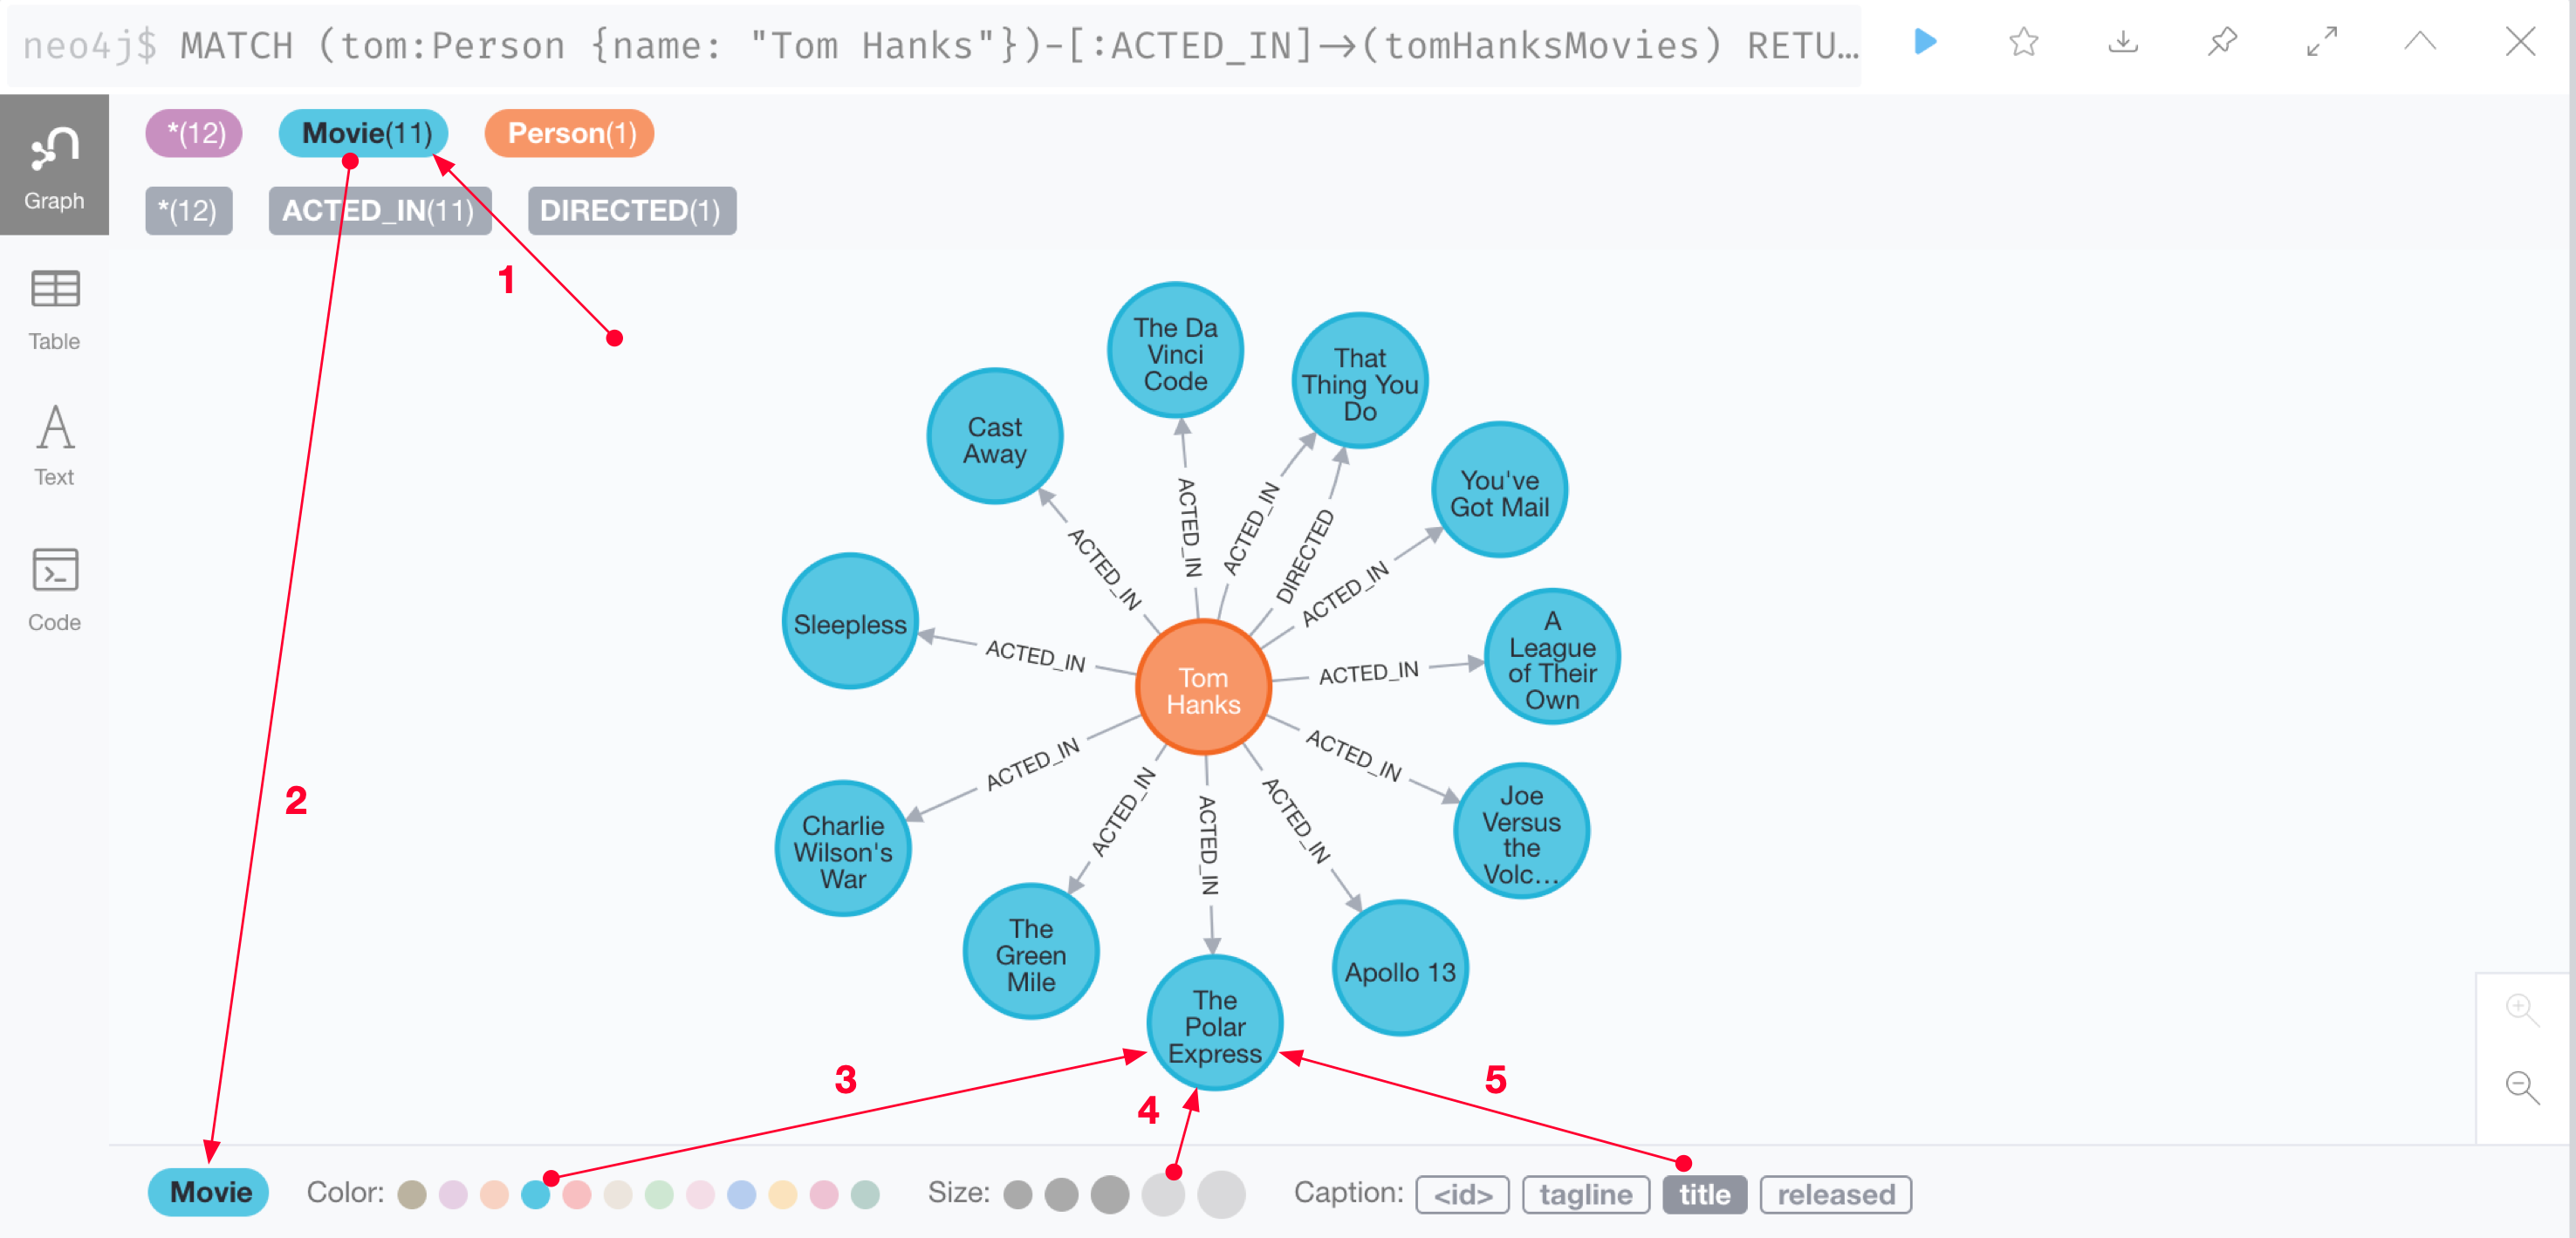 neo4j$ MATCH (tom:Person {name: "Tom Hanks"})-[:ACTED_IN]→(tomHanksMovies) RETU…
*(12) Movie(11) Person(1)
*(12) ACTED_IN(11) DIRECTED(1)
Graph
Table
Text
Code
1
2
The Da
Vinci
Code
That
Thing You
Do
Cast
Away
You've
Got Mail
Sleepless
A
League
of Their
Own
Tom
Hanks
Charlie
Wilson's
War
Joe
Versus
the
Volc…
The
Green
Mile
Apollo 13
The
Polar
Express
ACTED_IN
ACTED_IN
ACTED_IN
DIRECTED
ACTED_IN
ACTED_IN
ACTED_IN
ACTED_IN
ACTED_IN
ACTED_IN
ACTED_IN
ACTED_IN
3
4
5
Movie Color: Size: Caption: <id> tagline title released